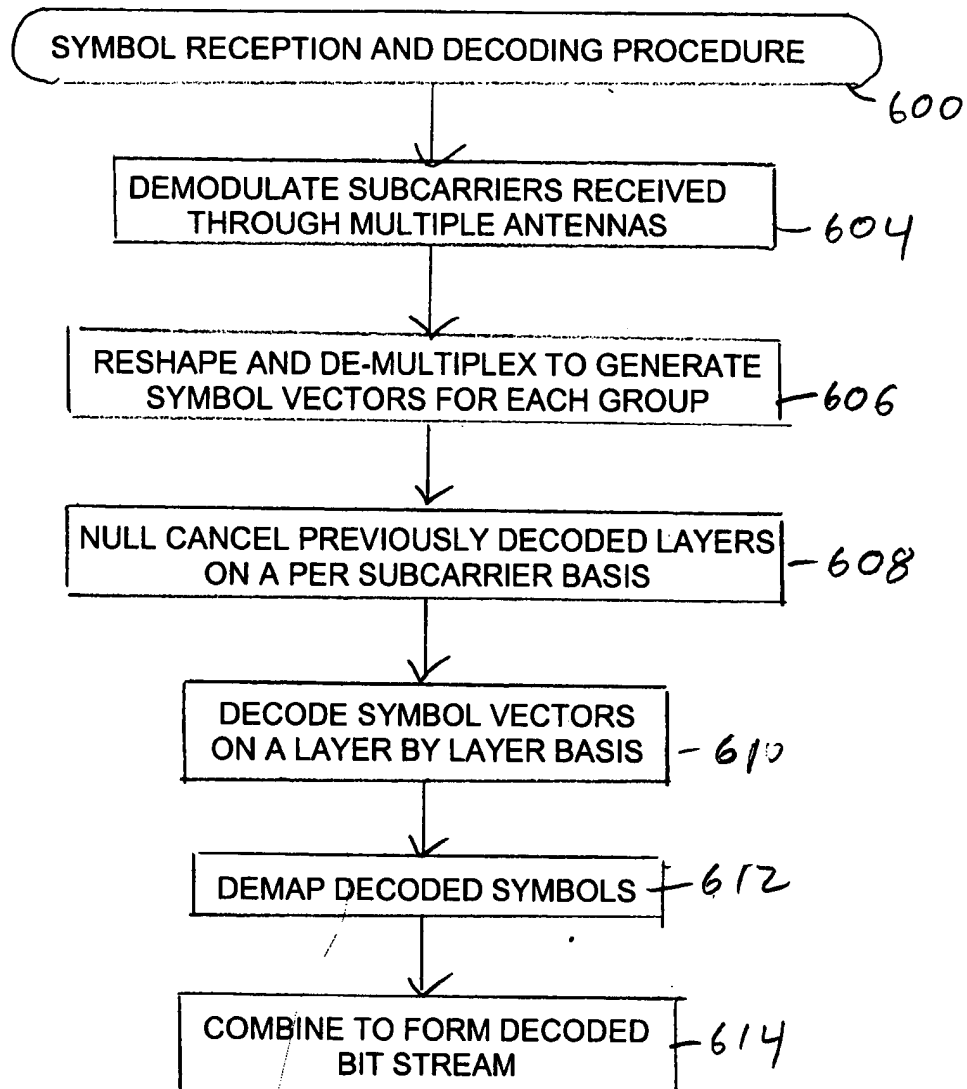 SYMBOL RECEPTION AND DECODING PROCEDURE
600
DEMODULATE SUBCARRIERS RECEIVED
THROUGH MULTIPLE ANTENNAS
604
RESHAPE AND DE-MULTIPLEX TO GENERATE
SYMBOL VECTORS FOR EACH GROUP
606
NULL CANCEL PREVIOUSLY DECODED LAYERS
ON A PER SUBCARRIER BASIS
608
DECODE SYMBOL VECTORS
ON A LAYER BY LAYER BASIS
610
DEMAP DECODED SYMBOLS
612
COMBINE TO FORM DECODED
BIT STREAM
614